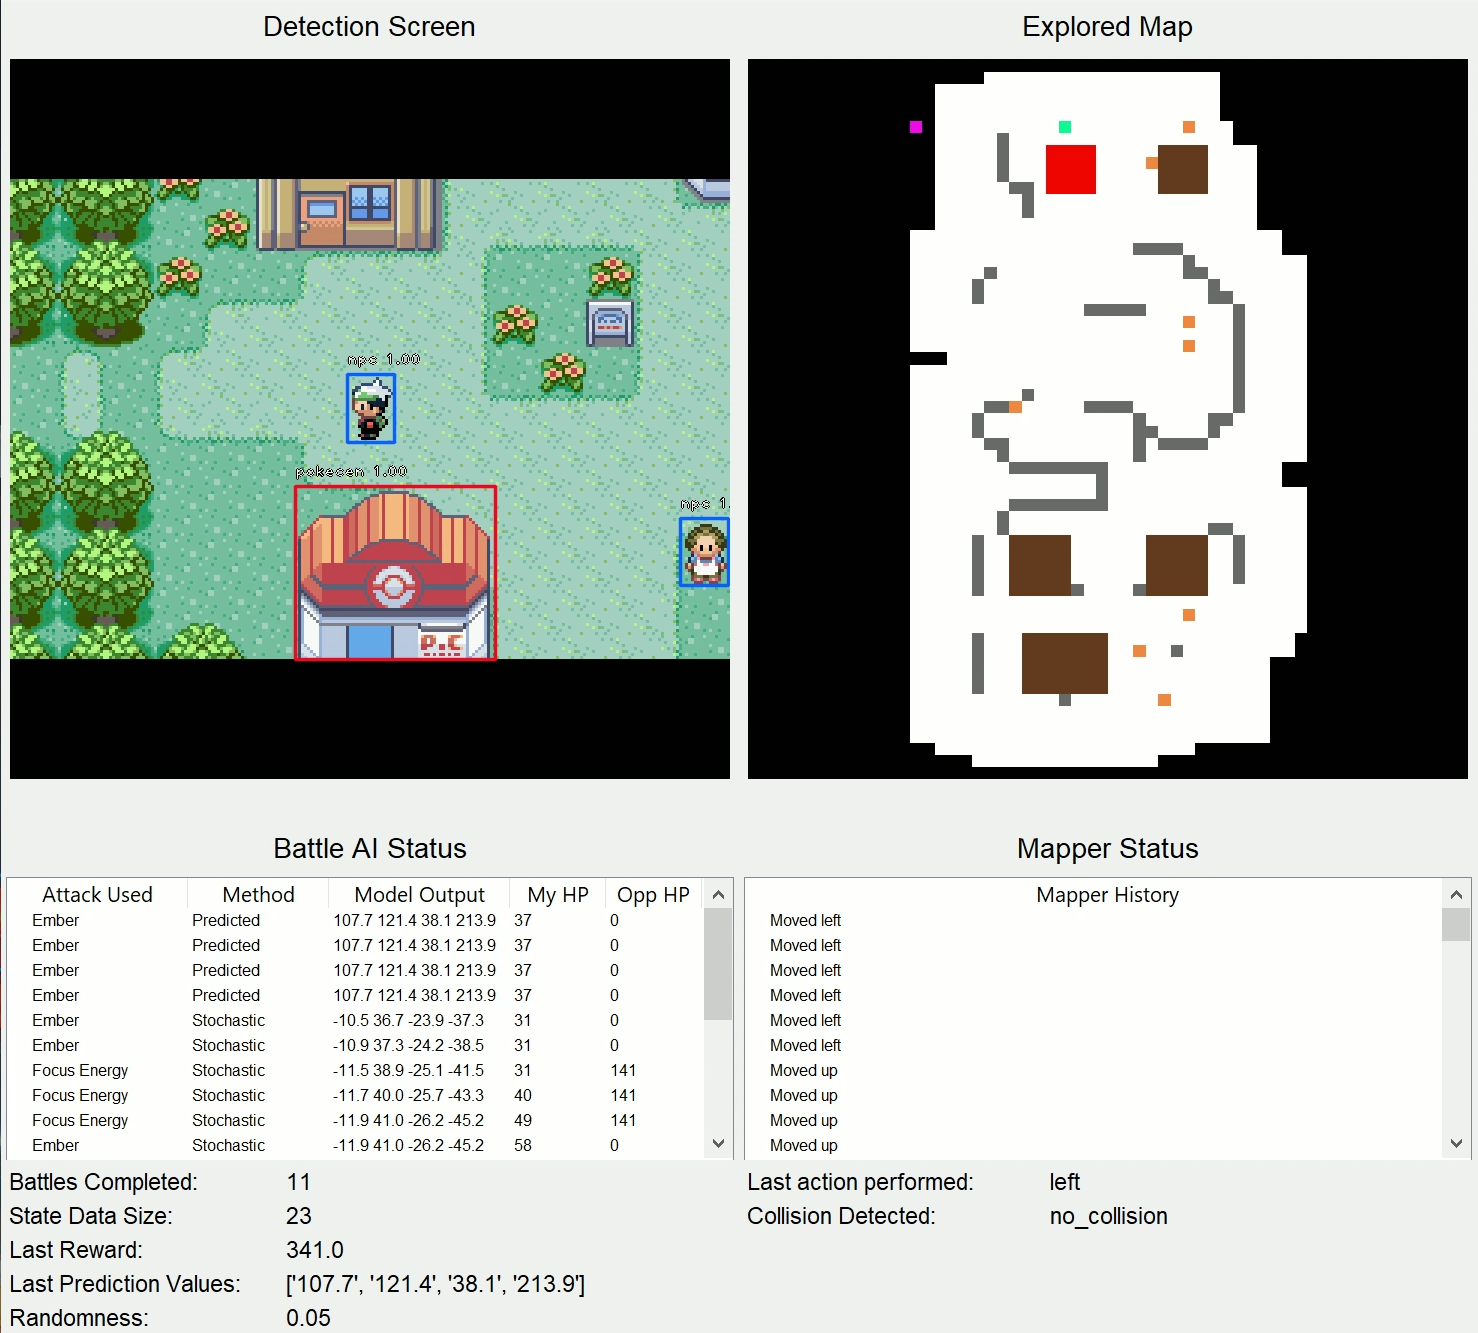 Detection Screen
Explored Map
npc 1.00
pokecen 1.00
npc 1.
P.C
Battle AI Status
Mapper Status
Attack Used Method Model Output My HP Opp HP
Ember Predicted 107.7 121.4 38.1 213.9 37 0
Ember Predicted 107.7 121.4 38.1 213.9 37 0
Ember Predicted 107.7 121.4 38.1 213.9 37 0
Ember Predicted 107.7 121.4 38.1 213.9 37 0
Ember Stochastic -10.5 36.7 -23.9 -37.3 31 0
Ember Stochastic -10.9 37.3 -24.2 -38.5 31 0
Focus Energy Stochastic -11.5 38.9 -25.1 -41.5 31 141
Focus Energy Stochastic -11.7 40.0 -25.7 -43.3 40 141
Focus Energy Stochastic -11.9 41.0 -26.2 -45.2 49 141
Ember Stochastic -11.9 41.0 -26.2 -45.2 58 0
Mapper History
Moved left
Moved left
Moved left
Moved left
Moved left
Moved left
Moved up
Moved up
Moved up
Moved up
Battles Completed: 11
State Data Size: 23
Last Reward: 341.0
Last Prediction Values: ['107.7', '121.4', '38.1', '213.9']
Randomness: 0.05
Last action performed: left
Collision Detected: no_collision